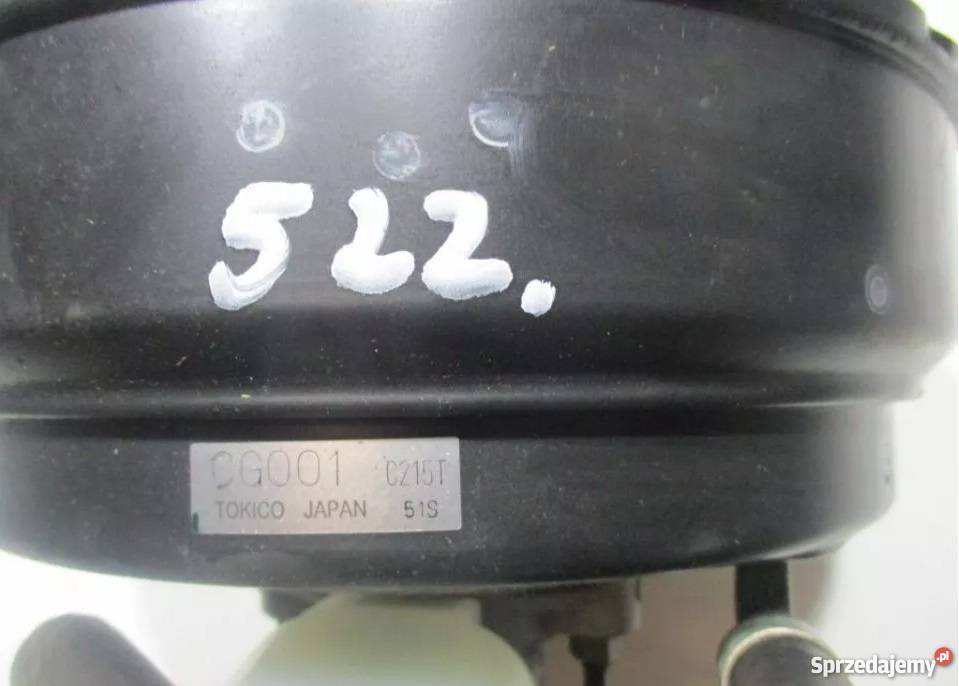 522.
CG001 C215T
TOKICO JAPAN 51S
Sprzedajemy.pl